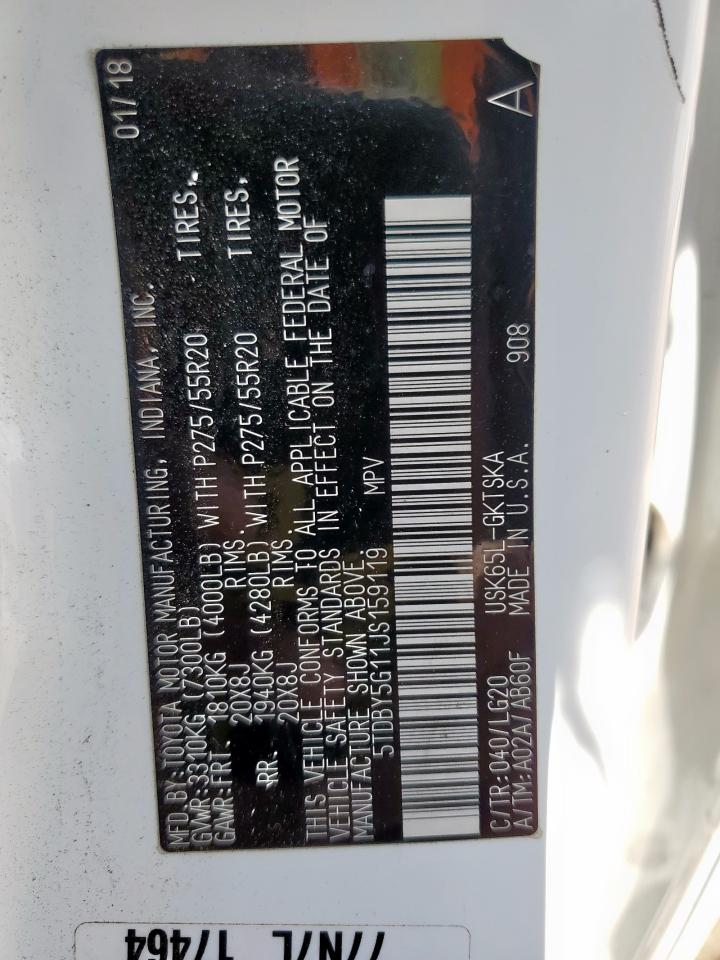 MFD.BY:TOYOTA MOTOR MANUFACTURING, INDIANA, INC. 01/18
GVWR:3310KG(7300LB)
GAWR:FRT. 1810KG (4000LB) WITH P275/55R20 TIRES,
20X8J RIMS.
RR. 1940KG (4280LB) WITH P275/55R20 TIRES,
20X8J RIMS.
THIS VEHICLE CONFORMS TO ALL APPLICABLE FEDERAL MOTOR
VEHICLE SAFETY STANDARDS IN EFFECT ON THE DATE OF
MANUFACTURE SHOWN ABOVE.
5TDBY5G11JS159119 MPV
C/TR:040/LG20 USK65L-GKTSKA A
A/TM:A02A/AB60F MADE IN U.S.A. 908